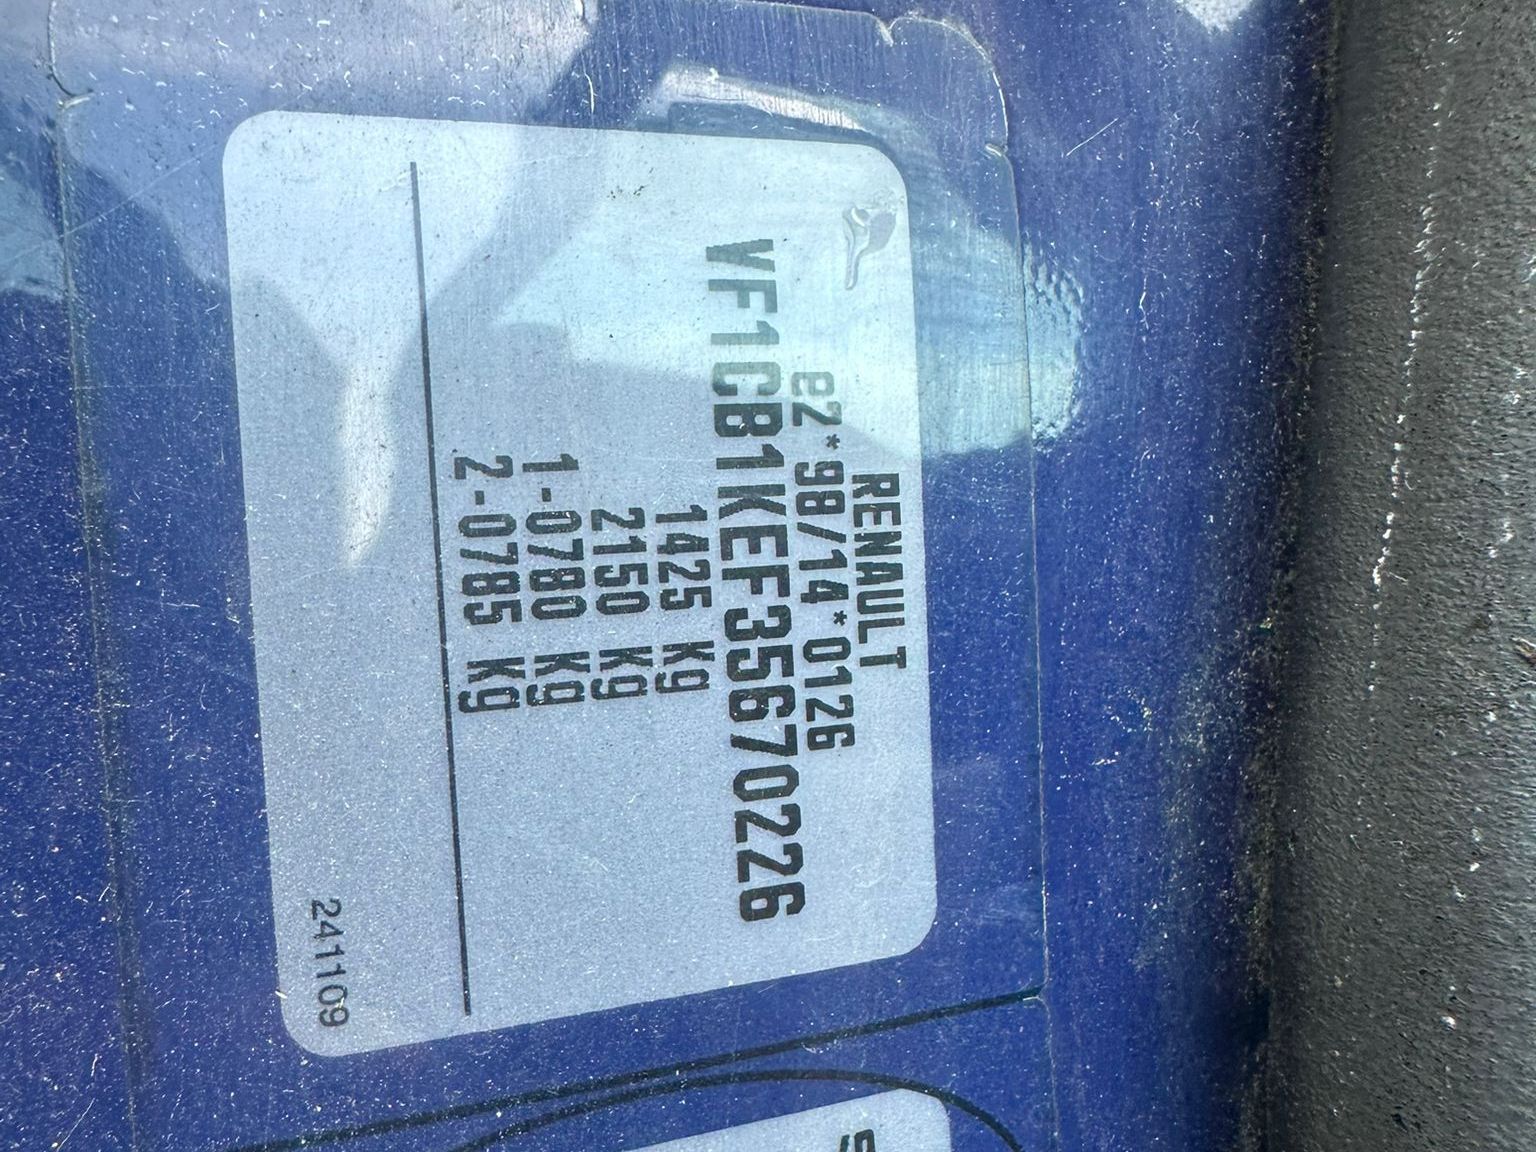 RENAULT
e2*98/14*0126
VF1CB1KEF35670226
1425 Kg
2150 Kg
1-0780 Kg
2-0785 Kg
241109